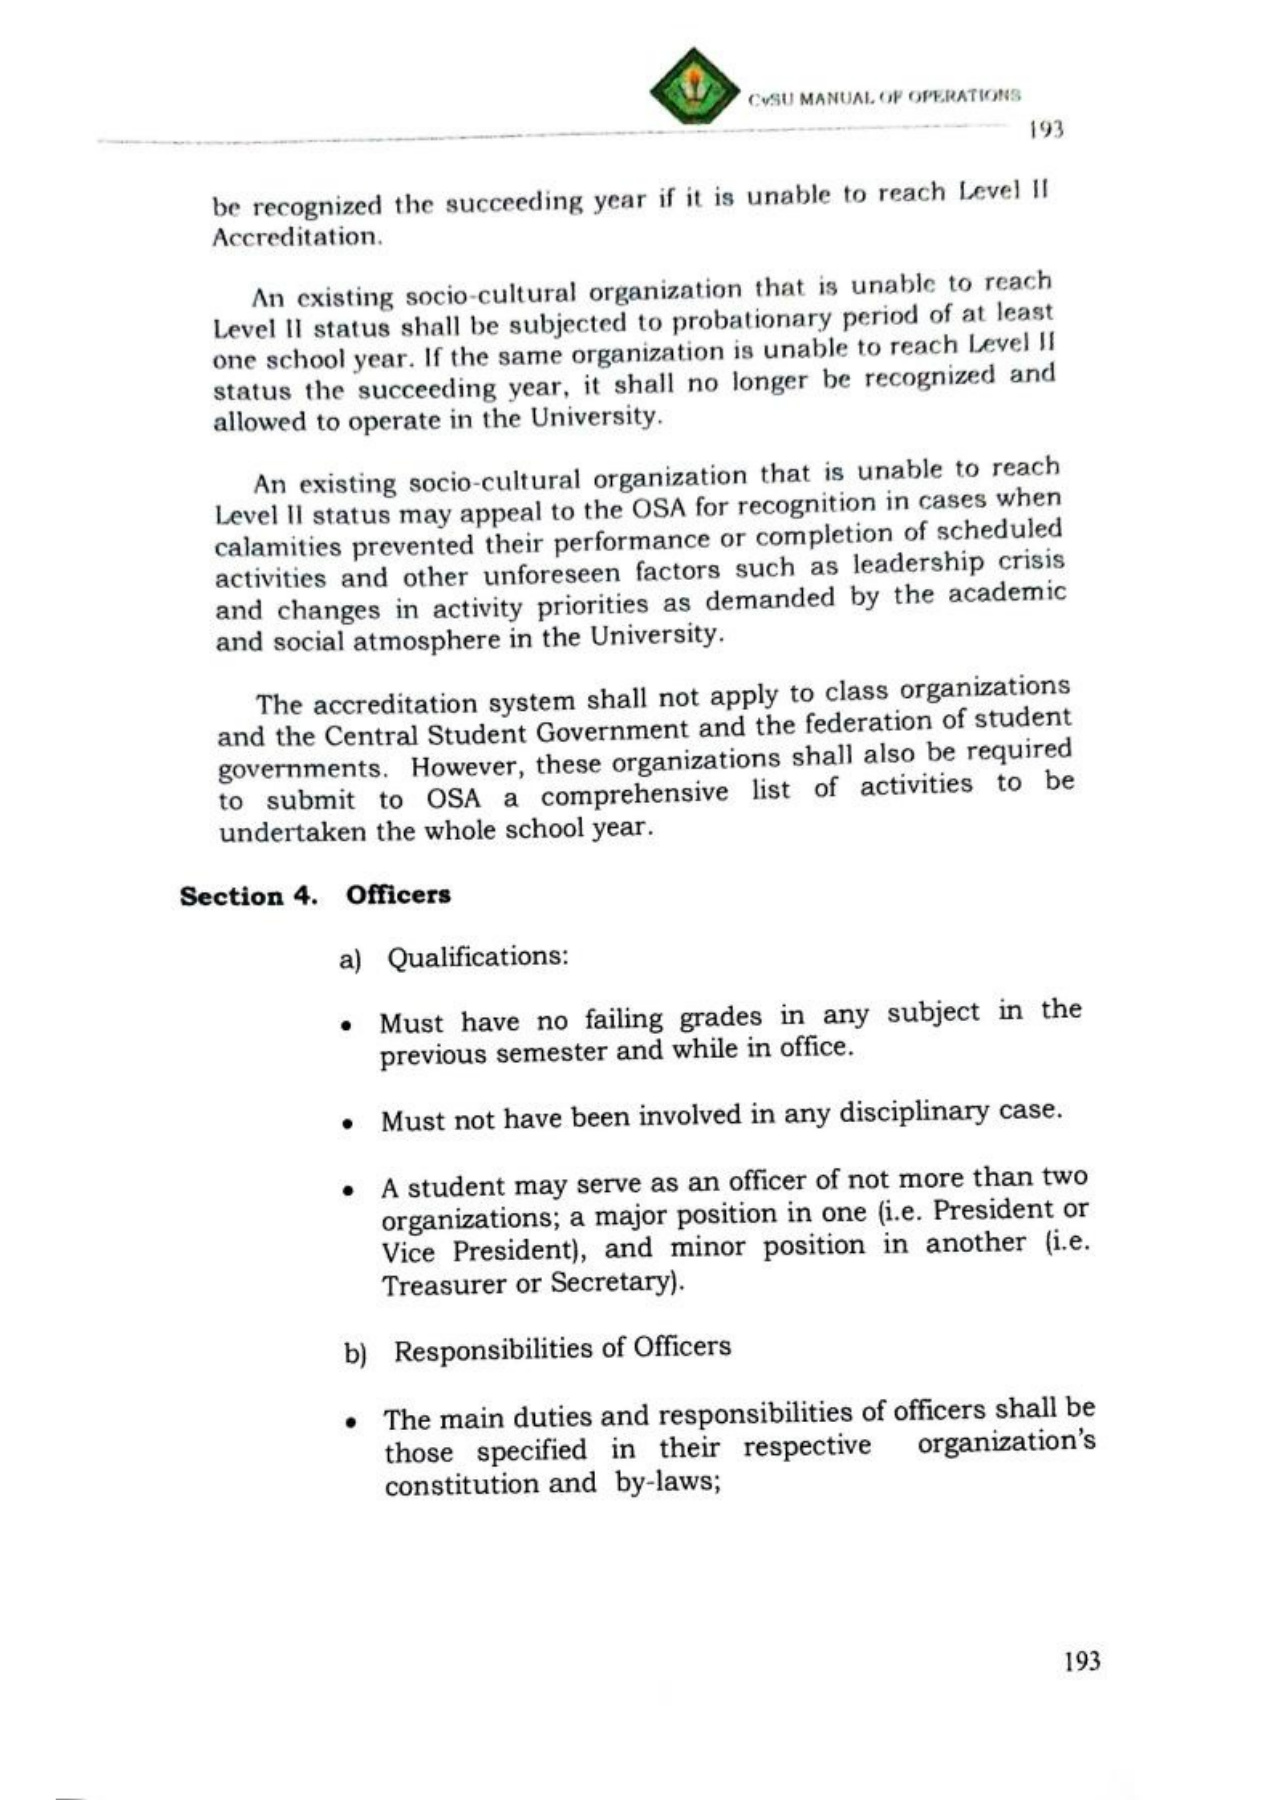 CvSU MANUAL OF OPERATIONS
193
be recognized the succeeding year if it is unable to reach Level II
Accreditation.
An existing socio-cultural organization that is unable to reach
Level II status shall be subjected to probationary period of at least
one school year. If the same organization is unable to reach Level II
status the succeeding year, it shall no longer be recognized and
allowed to operate in the University.
An existing socio-cultural organization that is unable to reach
Level II status may appeal to the OSA for recognition in cases when
calamities prevented their performance or completion of scheduled
activities and other unforeseen factors such as leadership crisis
and changes in activity priorities as demanded by the academic
and social atmosphere in the University.
The accreditation system shall not apply to class organizations
and the Central Student Government and the federation of student
governments. However, these organizations shall also be required
to submit to OSA a comprehensive list of activities to be
undertaken the whole school year.
Section 4. Officers
a) Qualifications:
• Must have no failing grades in any subject in the
previous semester and while in office.
• Must not have been involved in any disciplinary case.
• A student may serve as an officer of not more than two
organizations; a major position in one (i.e. President or
Vice President), and minor position in another (i.e.
Treasurer or Secretary).
b) Responsibilities of Officers
• The main duties and responsibilities of officers shall be
those specified in their respective organization's
constitution and by-laws;
193